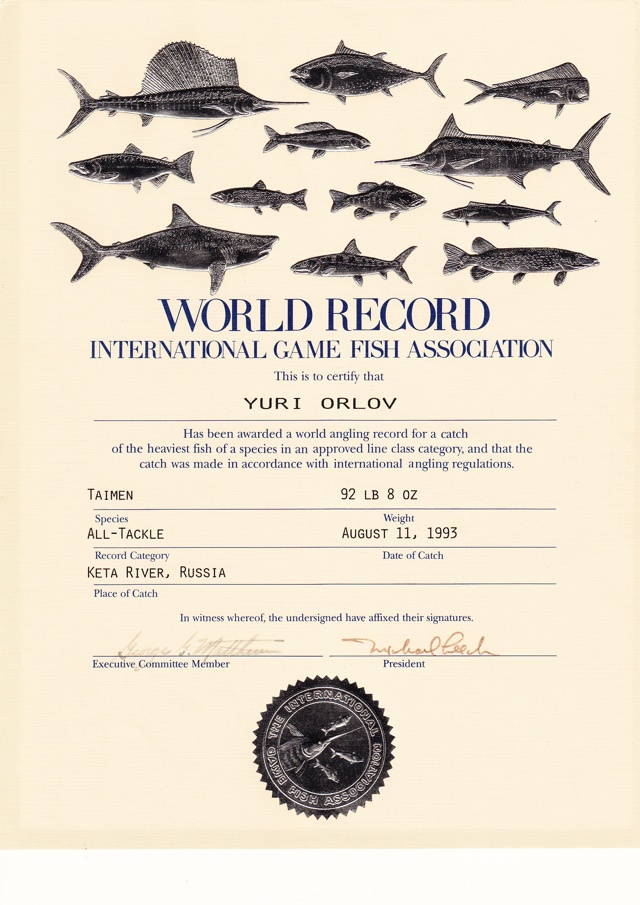 WORLD RECORD
INTERNATIONAL GAME FISH ASSOCIATION
This is to certify that
YURI ORLOV
Has been awarded a world angling record for a catch
of the heaviest fish of a species in an approved line class category, and that the
catch was made in accordance with international angling regulations.
TAIMEN 92 LB 8 OZ
Species Weight
ALL-TACKLE AUGUST 11, 1993
Record Category Date of Catch
KETA RIVER, RUSSIA
Place of Catch
In witness whereof, the undersigned have affixed their signatures.
George G. Matthews Michael Leech
Executive Committee Member President
THE INTERNATIONAL
GAME FISH ASSOCIATION